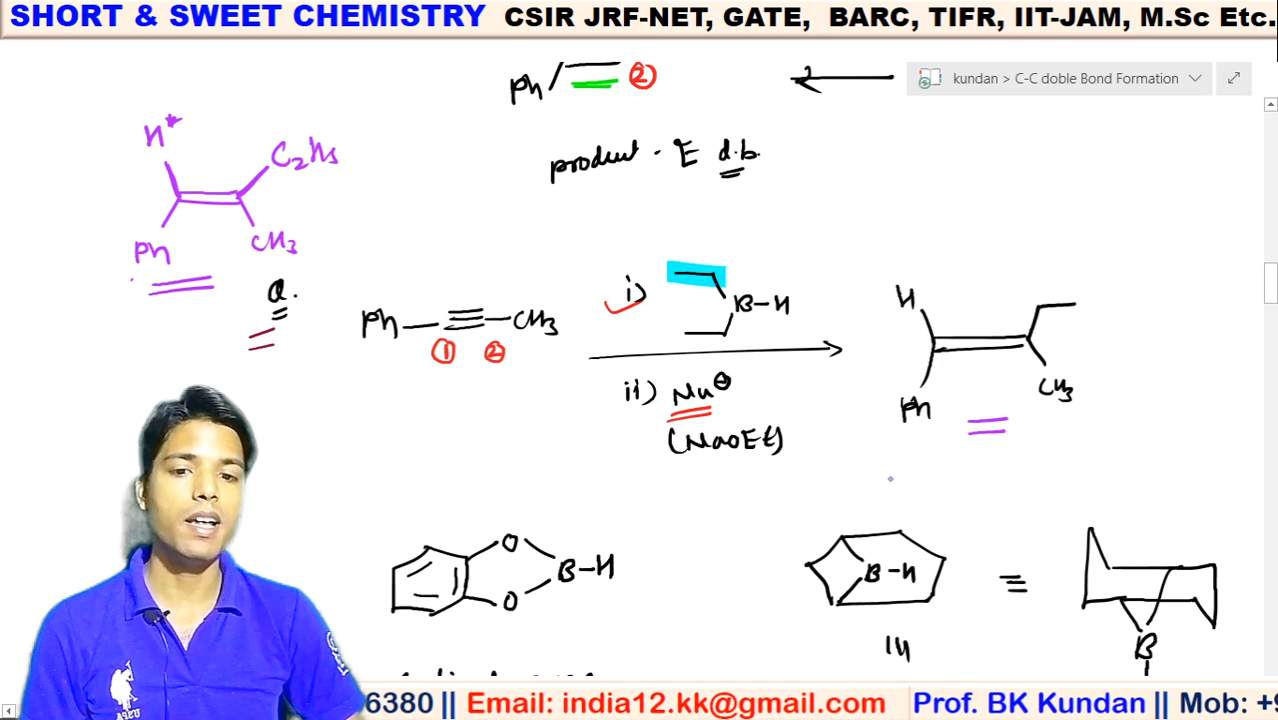 SHORT & SWEET CHEMISTRY CSIR JRF-NET, GATE, BARC, TIFR, IIT-JAM, M.Sc Etc.
Ph ②
kundan > C-C doble Bond Formation
product - E d.b.
H*
C2H5
Ph
CH3
Q.
Ph CH3
① ②
i) B-H
ii) Nu⊖
(NaOEt)
H
Ph
CH3
O
B-H
O
B-H
≡
B
6380 || Email: india12.kk@gmail.com Prof. BK Kundan || Mob: +9